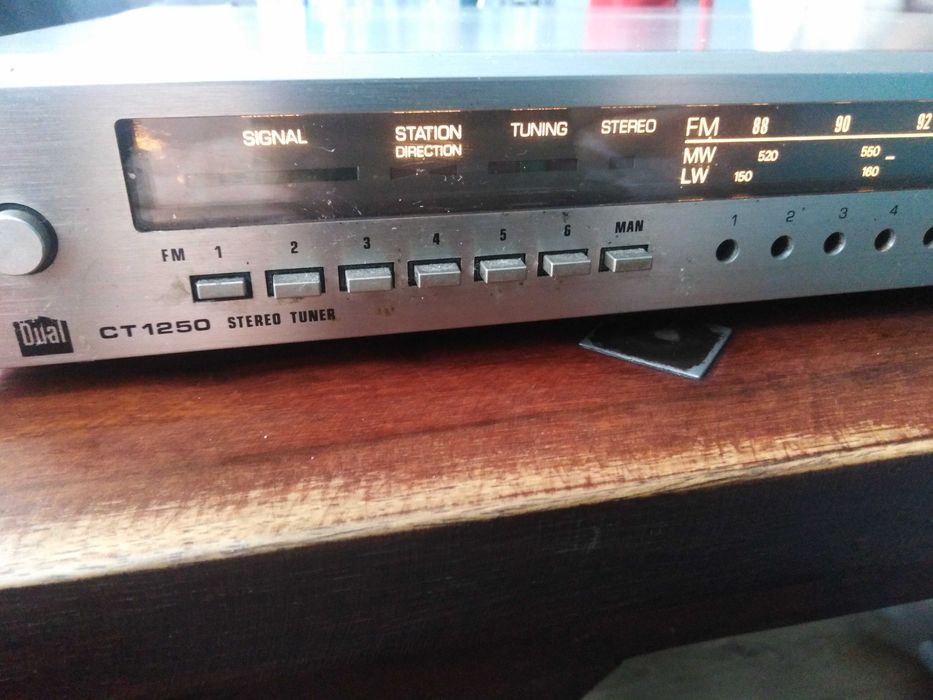 SIGNAL STATION DIRECTION TUNING STEREO
FM 88 90 92
MW 520 550
LW 150 160
1 2 3 4
FM 1 2 3 4 5 6 MAN
Dual CT1250 STEREO TUNER